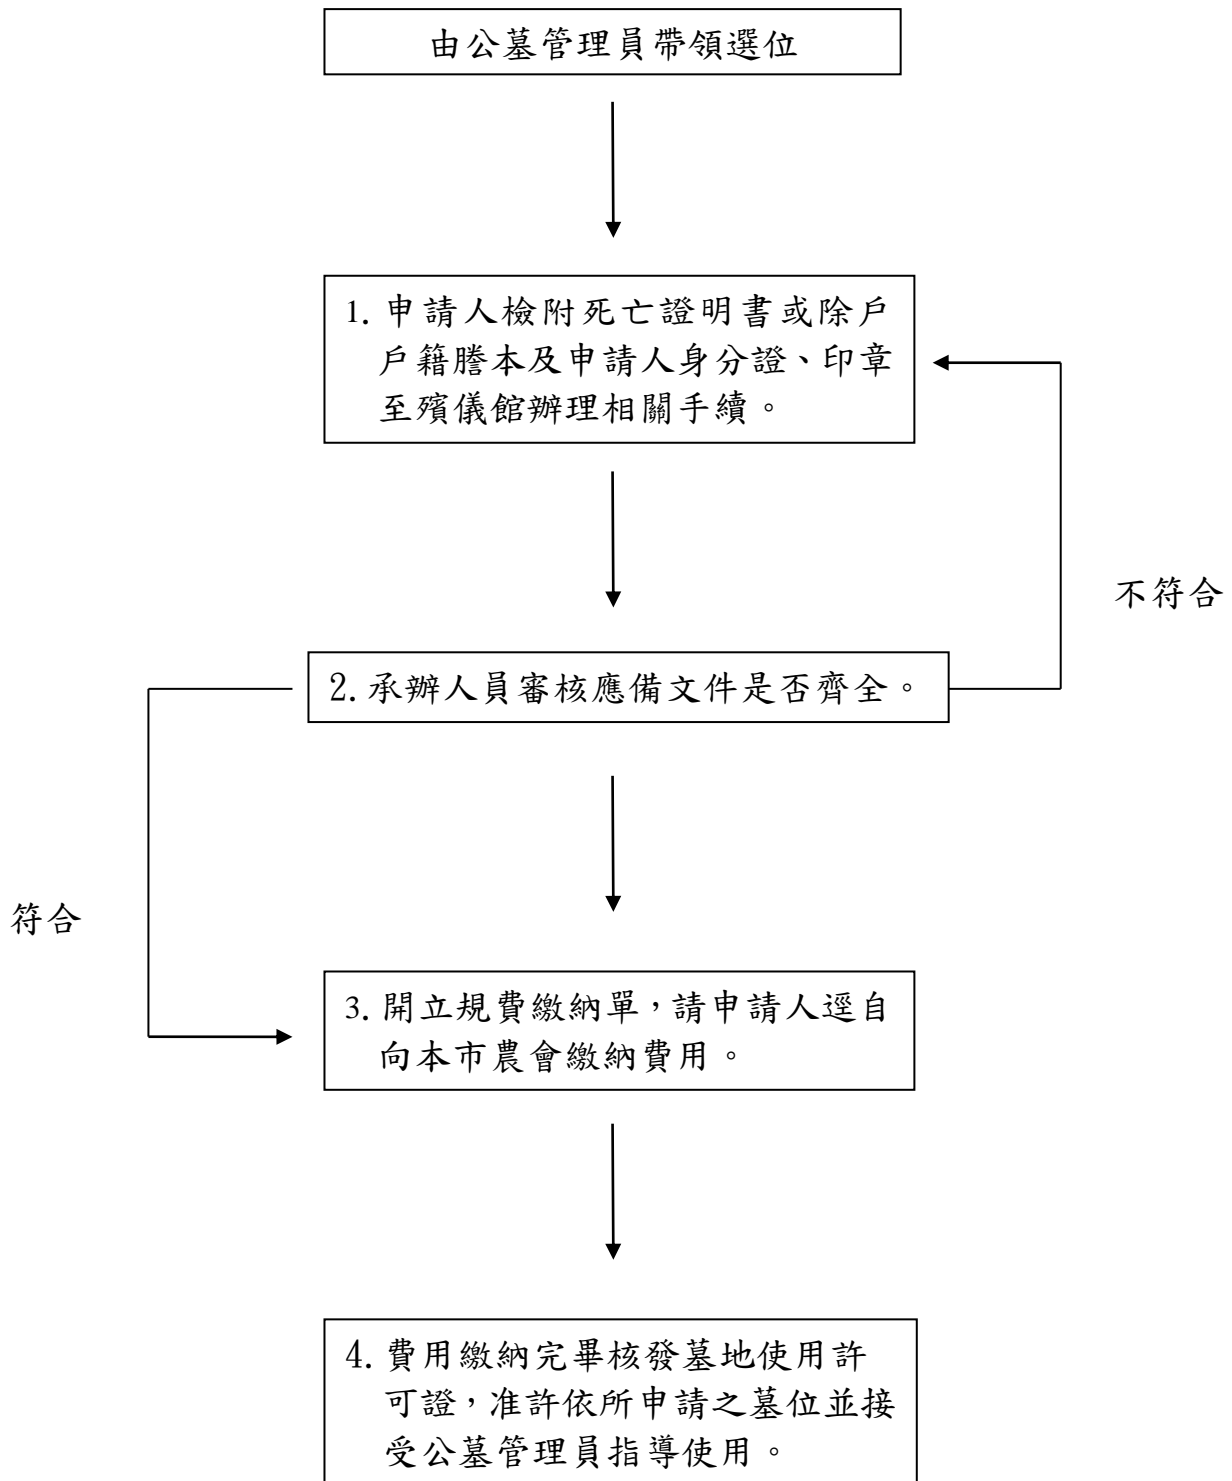 由公墓管理員帶領選位
1. 申請人檢附死亡證明書或除戶
戶籍謄本及申請人身分證、印章
至殯儀館辦理相關手續。
不符合
2. 承辦人員審核應備文件是否齊全。
符合
3. 開立規費繳納單，請申請人逕自
向本市農會繳納費用。
4. 費用繳納完畢核發墓地使用許
可證，准許依所申請之墓位並接
受公墓管理員指導使用。